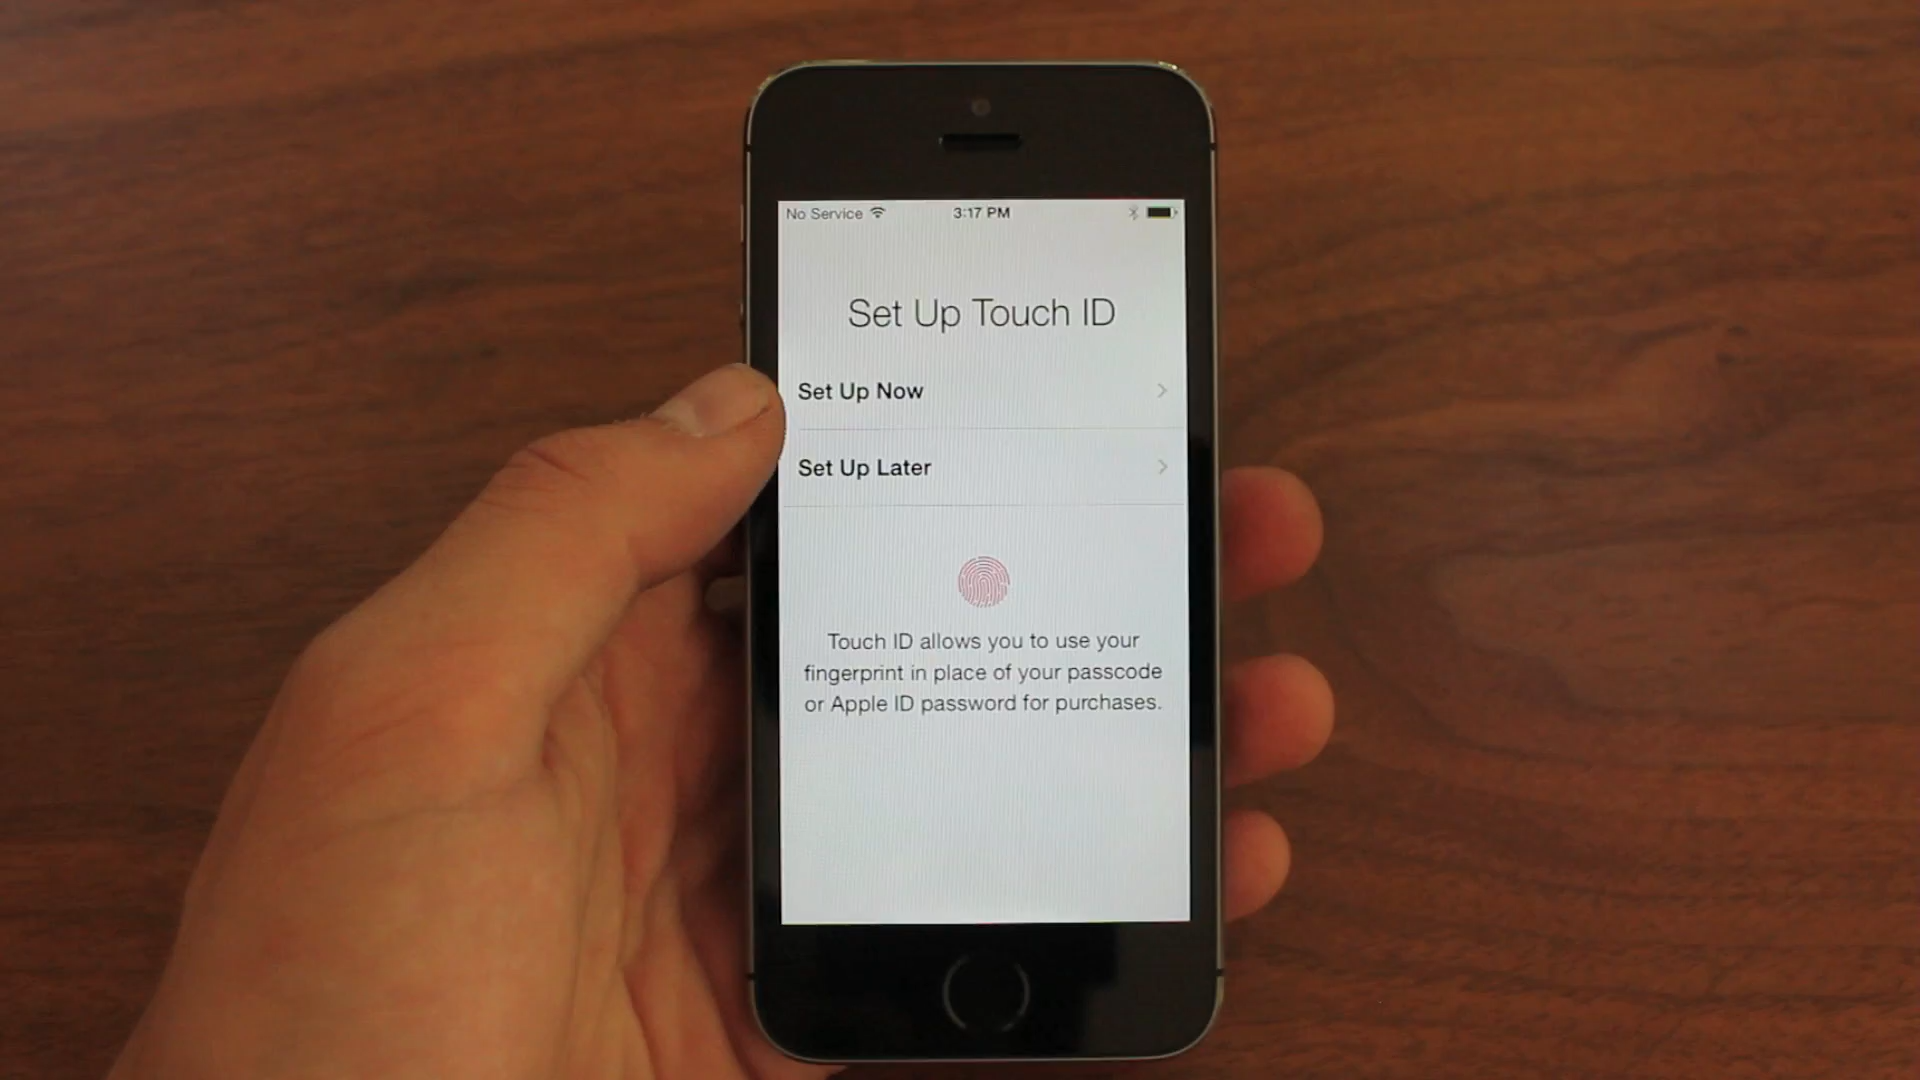 No Service 3:17 PM
Set Up Touch ID
Set Up Now
Set Up Later
Touch ID allows you to use your
fingerprint in place of your passcode
or Apple ID password for purchases.